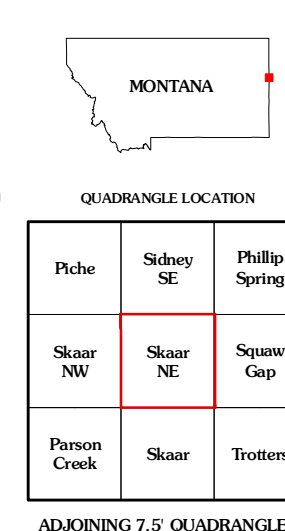 MONTANA
QUADRANGLE LOCATION
Piche
Sidney
SE
Phillip
Spring
Skaar
NW
Skaar
NE
Squaw
Gap
Parson
Creek
Skaar
Trotters
ADJOINING 7.5' QUADRANGLE